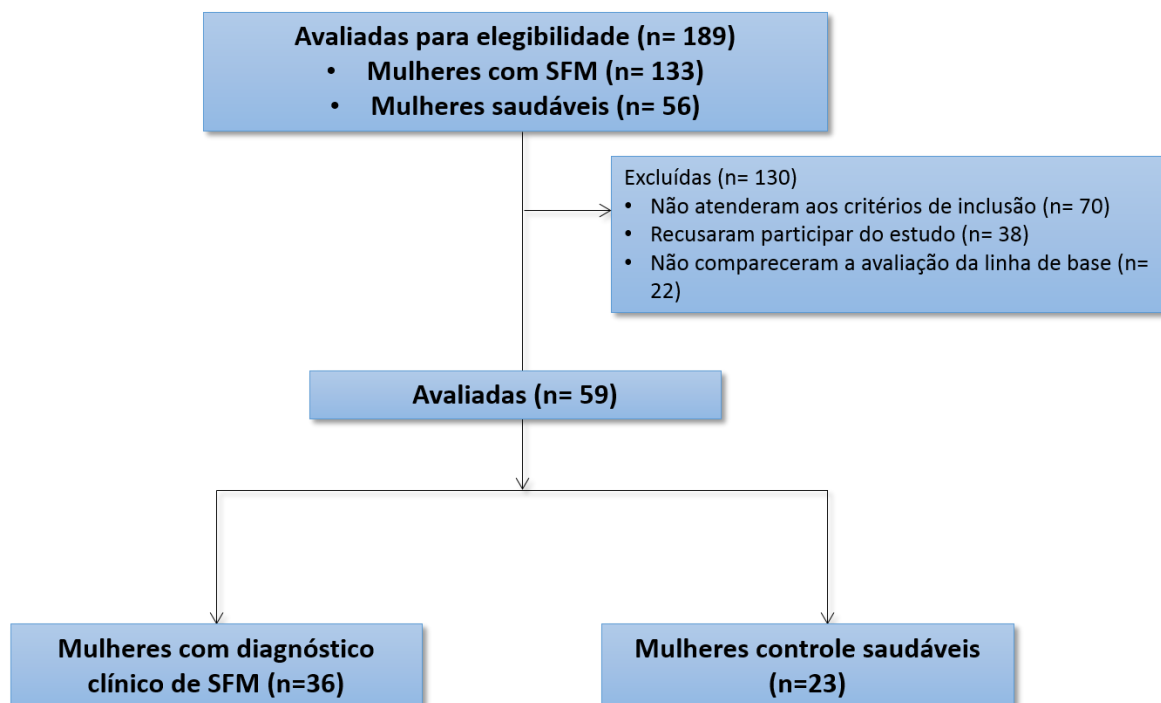 Avaliadas para elegibilidade (n= 189)
• Mulheres com SFM (n= 133)
• Mulheres saudáveis (n= 56)
Excluídas (n= 130)
• Não atenderam aos critérios de inclusão (n= 70)
• Recusaram participar do estudo (n= 38)
• Não compareceram a avaliação da linha de base (n=
22)
Avaliadas (n= 59)
Mulheres com diagnóstico
clínico de SFM (n=36)
Mulheres controle saudáveis
(n=23)